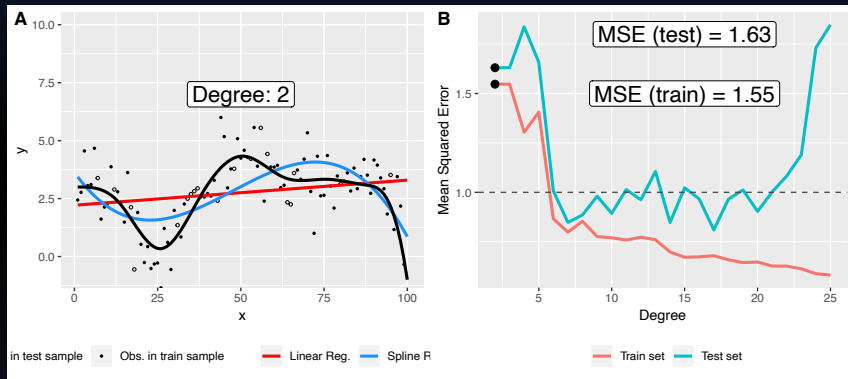 A
10.0
7.5
5.0
2.5
0.0
y
Degree: 2
0
25
50
75
100
x
in test sample
Obs. in train sample
Linear Reg.
Spline R
B
MSE (test) = 1.63
MSE (train) = 1.55
Mean Squared Error
1.5
1.0
5
10
15
20
25
Degree
Train set
Test set